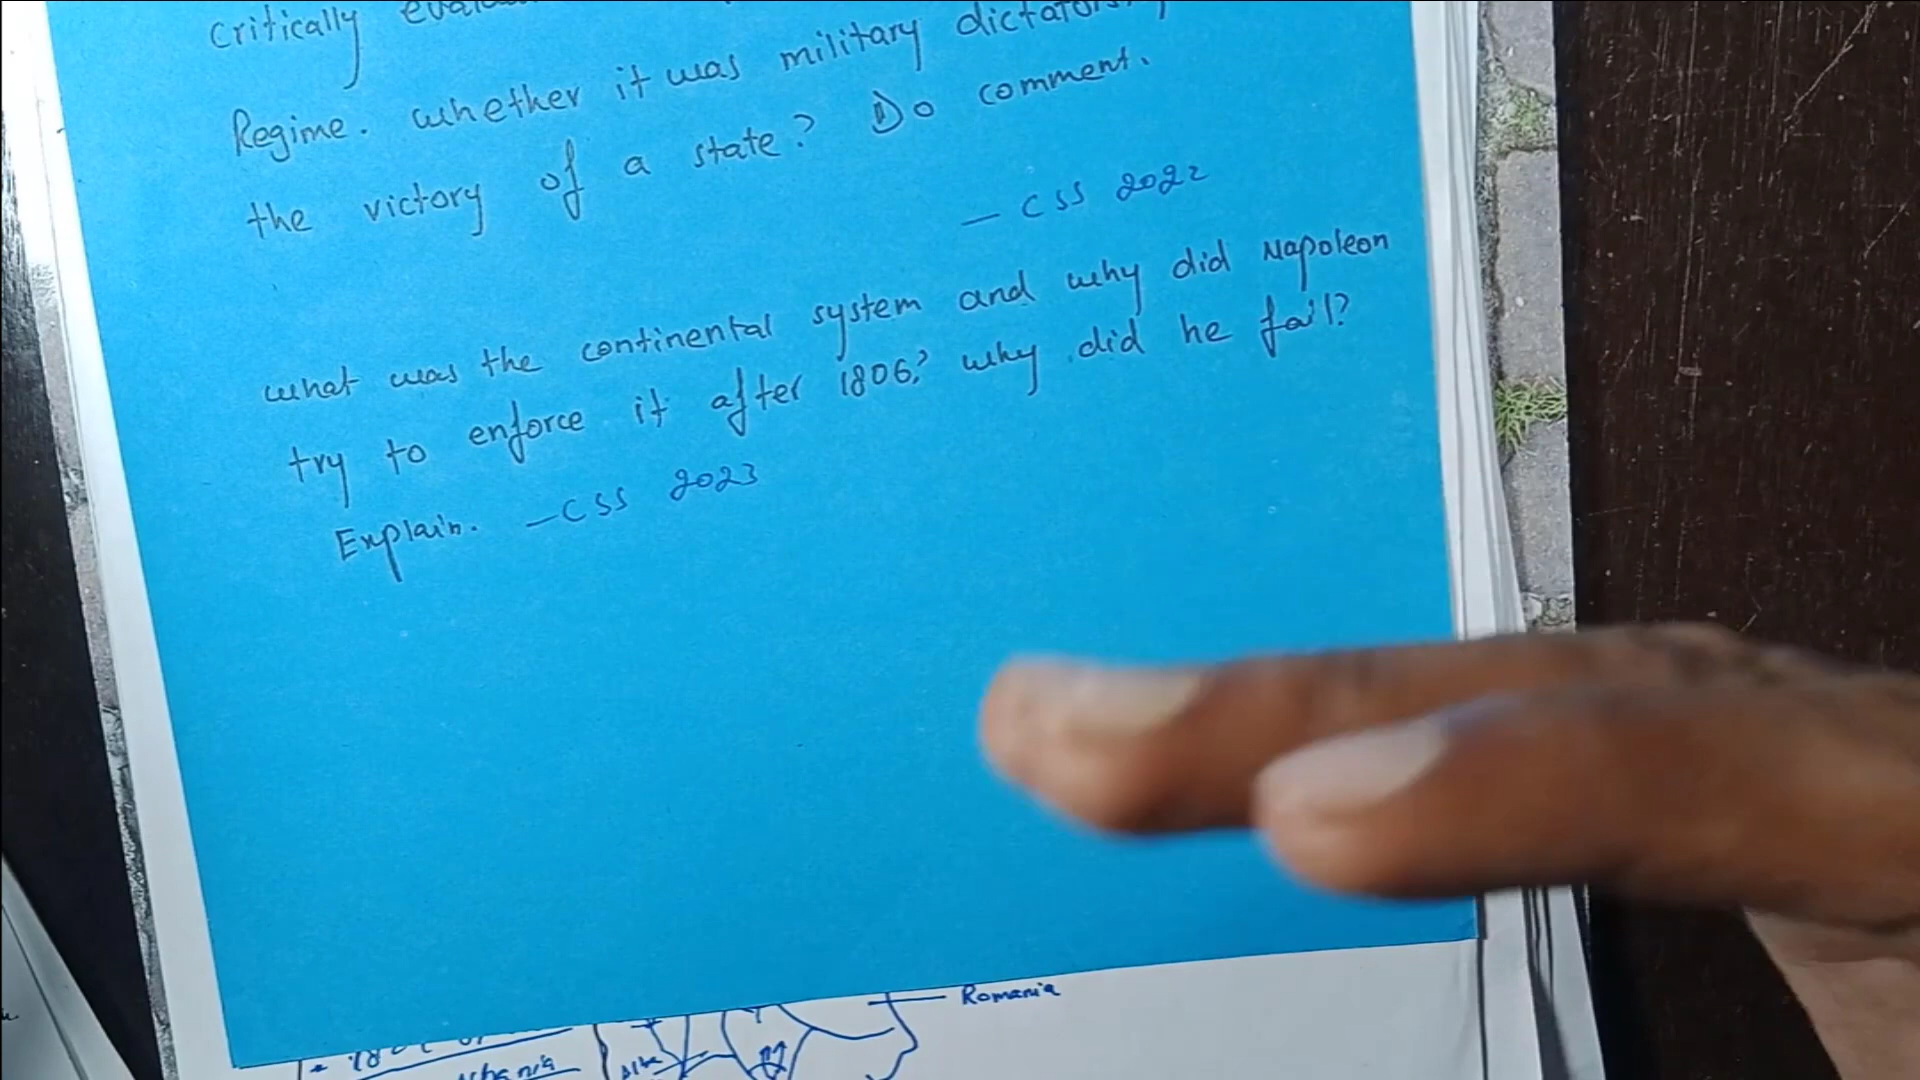 critically
Regime. whether it was military
the victory of a state? Do comment.
— CSS 2022
what was the continental system and why did Napoleon
try to enforce it after 1806? why did he fail?
Explain. — CSS 2023
Romania